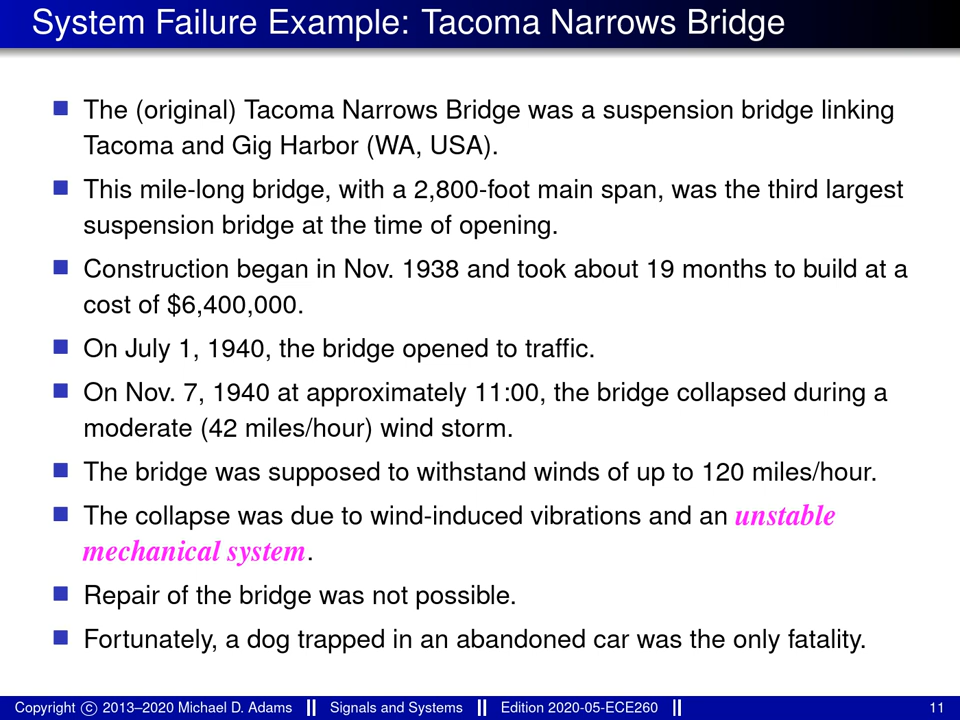 System Failure Example: Tacoma Narrows Bridge
The (original) Tacoma Narrows Bridge was a suspension bridge linking
Tacoma and Gig Harbor (WA, USA).
This mile-long bridge, with a 2,800-foot main span, was the third largest
suspension bridge at the time of opening.
Construction began in Nov. 1938 and took about 19 months to build at a
cost of $6,400,000.
On July 1, 1940, the bridge opened to traffic.
On Nov. 7, 1940 at approximately 11:00, the bridge collapsed during a
moderate (42 miles/hour) wind storm.
The bridge was supposed to withstand winds of up to 120 miles/hour.
The collapse was due to wind-induced vibrations and an unstable
mechanical system.
Repair of the bridge was not possible.
Fortunately, a dog trapped in an abandoned car was the only fatality.
Copyright © 2013–2020 Michael D. Adams Signals and Systems Edition 2020-05-ECE260 11